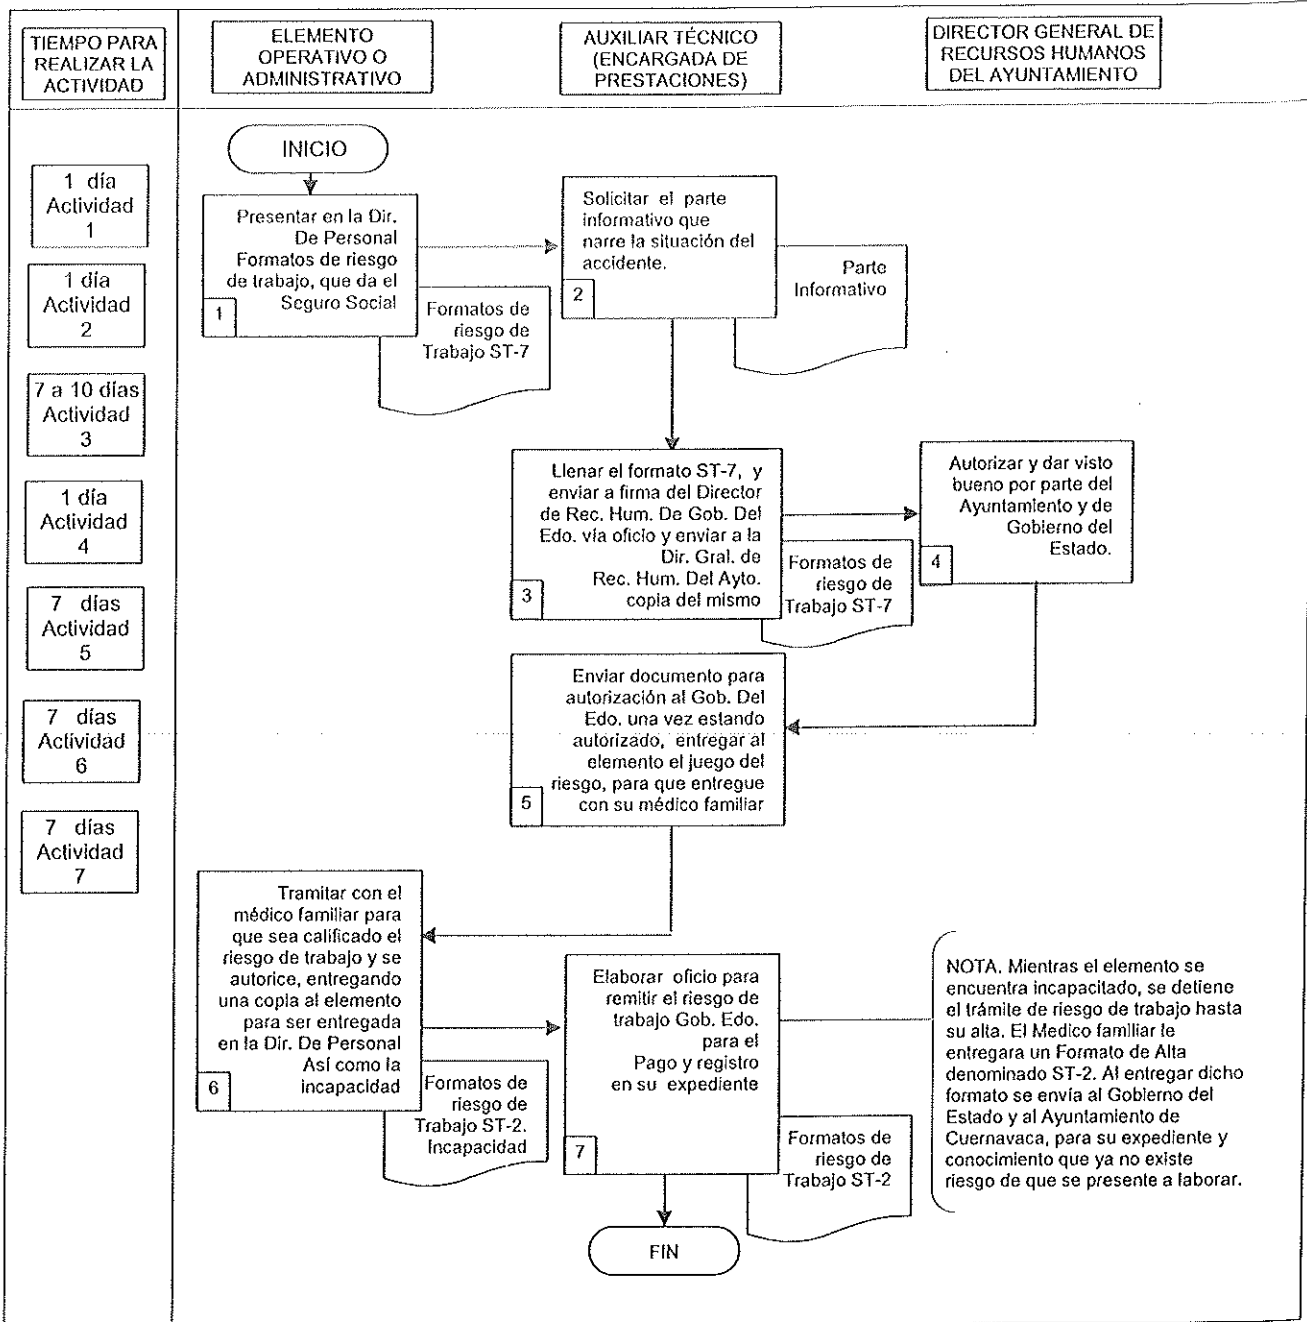 TIEMPO PARA
REALIZAR LA
ACTIVIDAD
ELEMENTO
OPERATIVO O
ADMINISTRATIVO
AUXILIAR TÉCNICO
(ENCARGADA DE
PRESTACIONES)
DIRECTOR GENERAL DE
RECURSOS HUMANOS
DEL AYUNTAMIENTO
1 día
Actividad
1
1 día
Actividad
2
7 a 10 días
Actividad
3
1 día
Actividad
4
7 días
Actividad
5
7 días
Actividad
6
7 días
Actividad
7
INICIO
Presentar en la Dir.
De Personal
Formatos de riesgo
de trabajo, que da el
Seguro Social
1
Formatos de
riesgo de
Trabajo ST-7
Solicitar el parte
informativo que
narre la situación del
accidente.
2
Parte
Informativo
Llenar el formato ST-7, y
enviar a firma del Director
de Rec. Hum. De Gob. Del
Edo. vía oficio y enviar a la
Dir. Gral. de
Rec. Hum. Del Ayto.
copia del mismo
3
Formatos de
riesgo de
Trabajo ST-7
Autorizar y dar visto
bueno por parte del
Ayuntamiento y de
Gobierno del
Estado.
4
Enviar documento para
autorización al Gob. Del
Edo. una vez estando
autorizado, entregar al
elemento el juego del
riesgo, para que entregue
con su médico familiar
5
Tramitar con el
médico familiar para
que sea calificado el
riesgo de trabajo y se
autorice, entregando
una copia al elemento
para ser entregada
en la Dir. De Personal
Así como la
incapacidad
6
Formatos de
riesgo de
Trabajo ST-2.
Incapacidad
Elaborar oficio para
remitir el riesgo de
trabajo Gob. Edo.
para el
Pago y registro
en su expediente
7
Formatos de
riesgo de
Trabajo ST-2
NOTA. Mientras el elemento se
encuentra incapacitado, se detiene
el trámite de riesgo de trabajo hasta
su alta. El Medico familiar le
entregara un Formato de Alta
denominado ST-2. Al entregar dicho
formato se envía al Gobierno del
Estado y al Ayuntamiento de
Cuernavaca, para su expediente y
conocimiento que ya no existe
riesgo de que se presente a laborar.
FIN